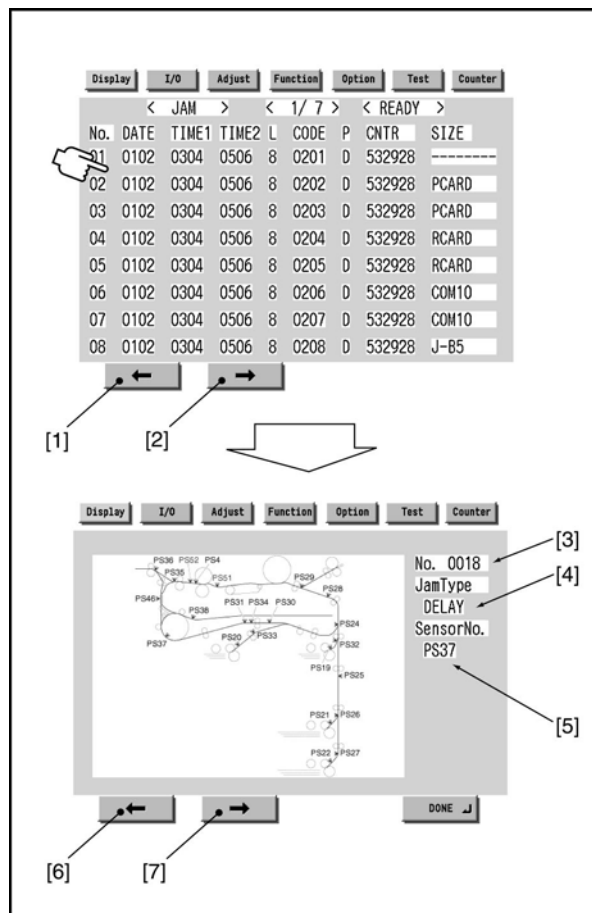 Display I/O Adjust Function Option Test Counter
< JAM > < 1/ 7 > < READY >
No. DATE TIME1 TIME2 L CODE P CNTR SIZE
01 0102 0304 0506 8 0201 D 532928 --------
02 0102 0304 0506 8 0202 D 532928 PCARD
03 0102 0304 0506 8 0203 D 532928 PCARD
04 0102 0304 0506 8 0204 D 532928 RCARD
05 0102 0304 0506 8 0205 D 532928 RCARD
06 0102 0304 0506 8 0206 D 532928 COM10
07 0102 0304 0506 8 0207 D 532928 COM10
08 0102 0304 0506 8 0208 D 532928 J-B5
[1] [2]
Display I/O Adjust Function Option Test Counter
No. 0018 [3]
JamType [4]
DELAY
SensorNo.
PS37
[5]
PS36 PS52 PS4
PS35 PS51 PS29
PS28
PS46 PS31 PS34 PS30
PS38
PS24
PS37 PS20 PS33 PS32
PS19 PS25
PS21 PS26
PS22 PS27
DONE
[6] [7]